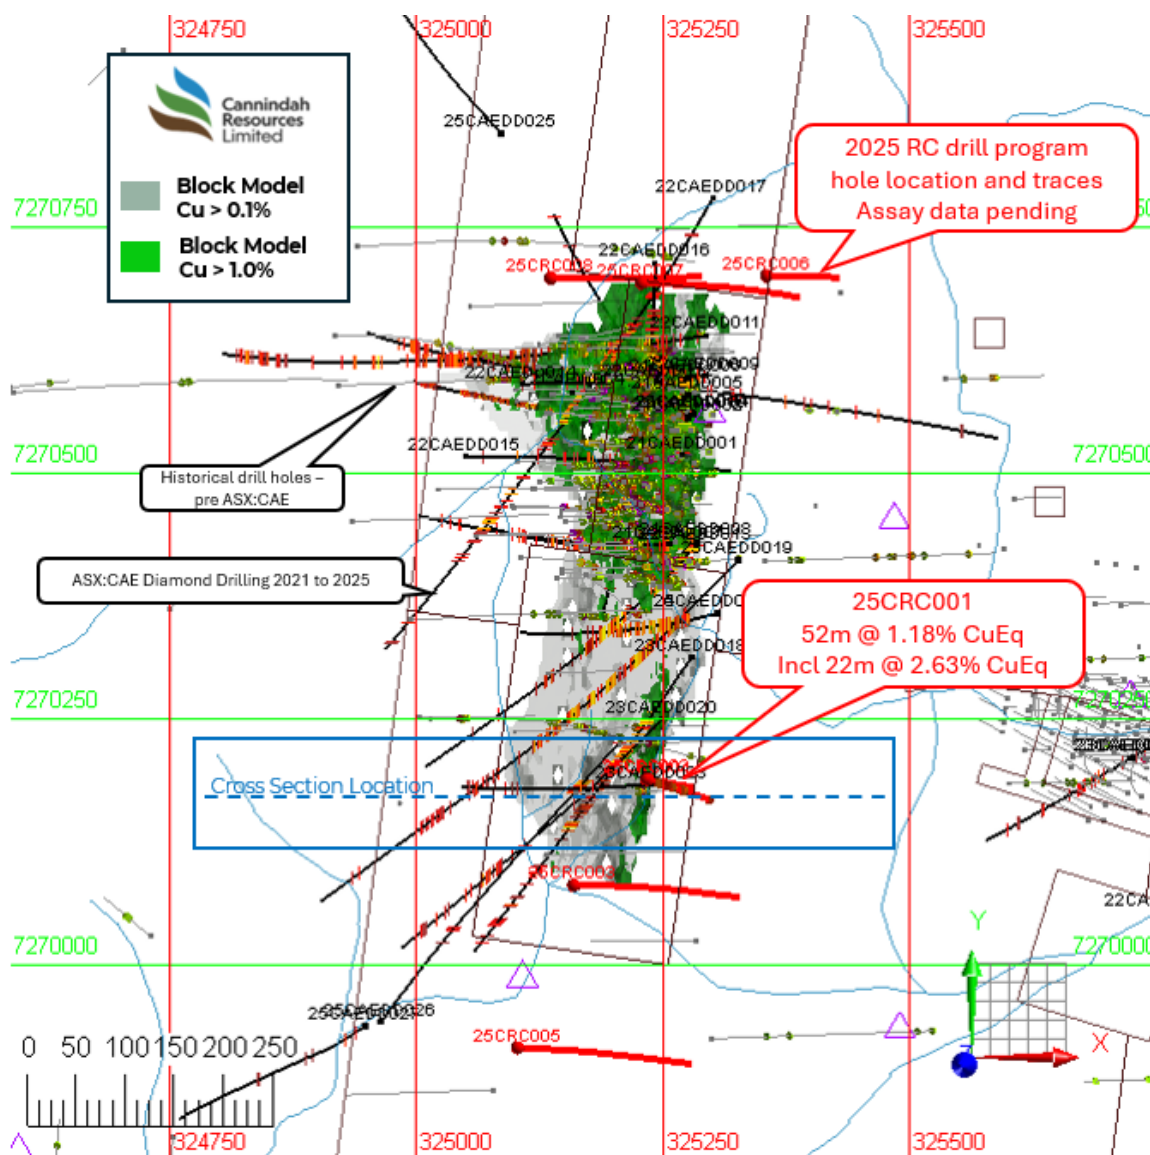 324750
325000
325250
325500
Cannindah
Resources
Limited
Block Model
Cu > 0.1%
Block Model
Cu > 1.0%
25CAEDD025
2025 RC drill program
hole location and traces
Assay data pending
22CAEDD017
7270750
22CAEDD016
25CRC008
25CRC007
25CRC006
22CAEDD011
22CAEDD015
21CAEDD001
7270500
7270500
Historical drill holes –
pre ASX:CAE
ASX:CAE Diamond Drilling 2021 to 2025
25CRC001
52m @ 1.18% CuEq
Incl 22m @ 2.63% CuEq
7270250
23CAEDD020
Cross Section Location
22CA
7270000
7270000
Y
X
25CRC005
0 50 100 150 200 250
324750
325000
325250
325500